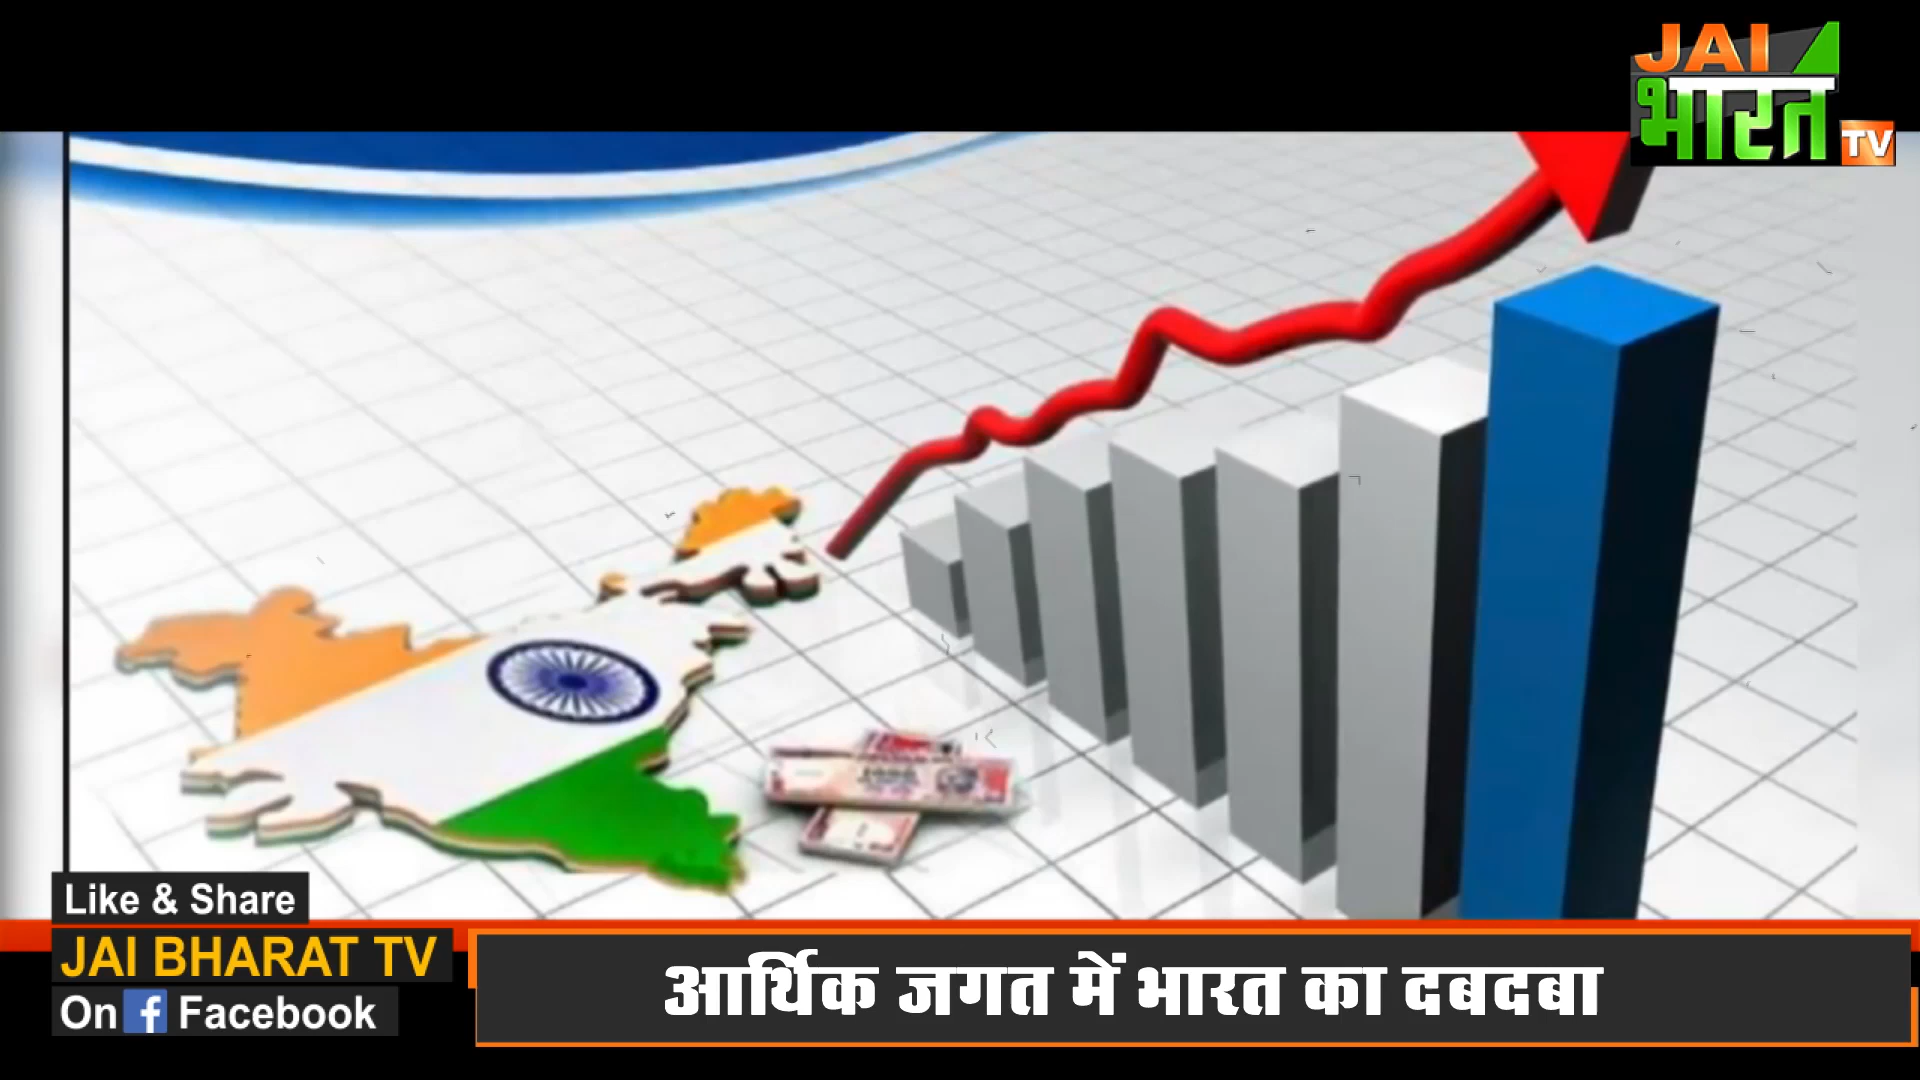 JAI
भारत
TV
Like & Share
JAI BHARAT TV
On f Facebook
आर्थिक जगत में भारत का दबदबा